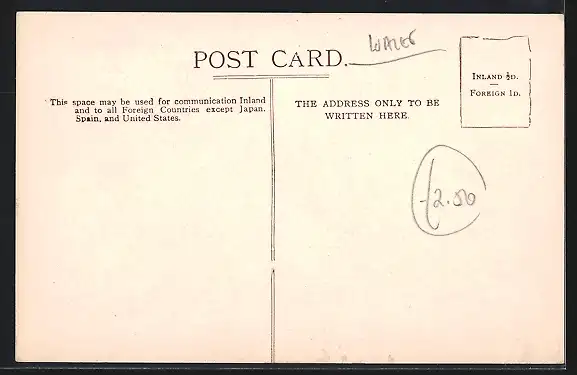 POST CARD.
WALES
INLAND ½D.
FOREIGN 1D.
This space may be used for communication Inland
and to all Foreign Countries except Japan,
Spain, and United States.
THE ADDRESS ONLY TO BE
WRITTEN HERE.
£2.50